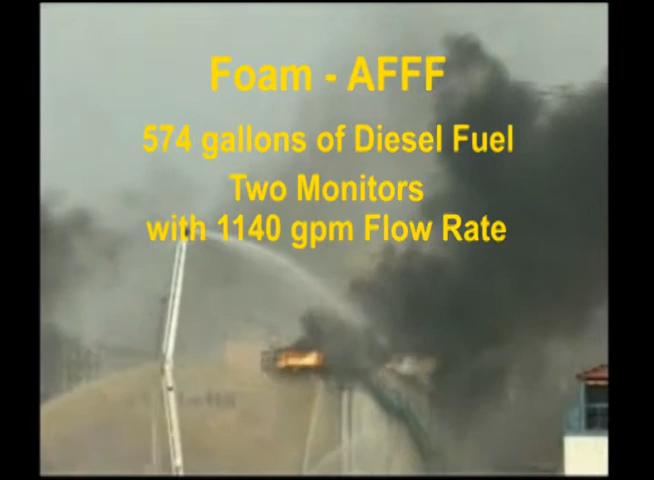 Foam - AFFF
574 gallons of Diesel Fuel
Two Monitors
with 1140 gpm Flow Rate